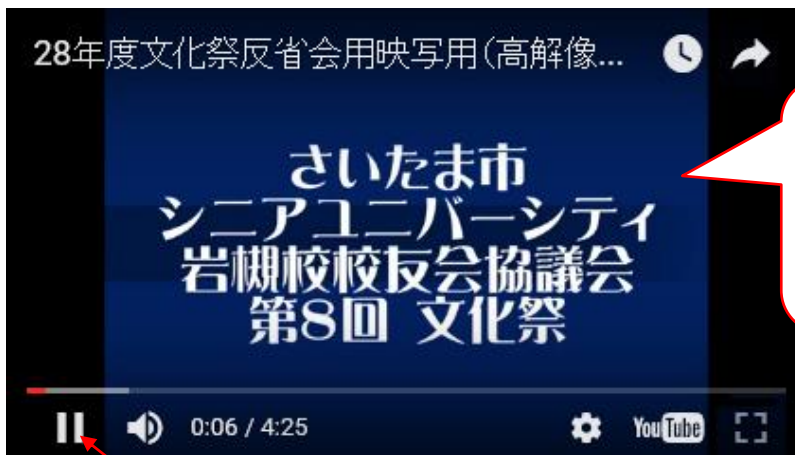 28年度文化祭反省会用映写用(高解像...
さいたま市
シニアユニバーシティ
岩槻校校友会協議会
第8回 文化祭
0:06 / 4:25
YouTube